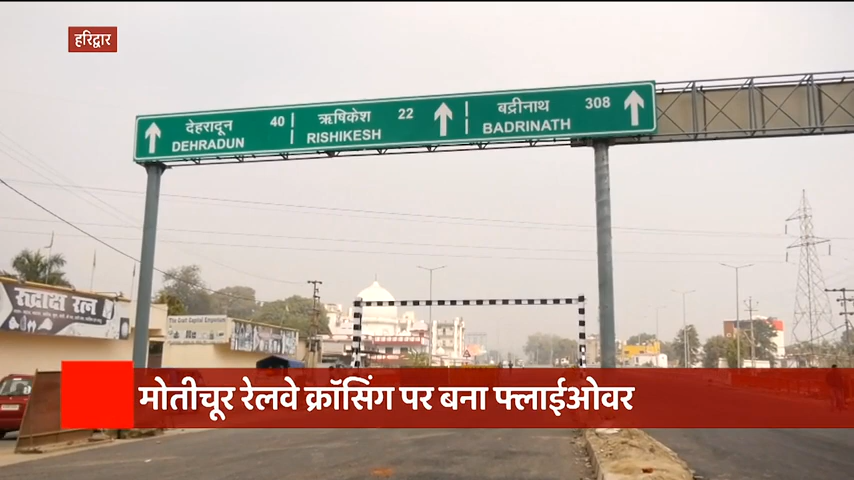 हरिद्वार
देहरादून 40 ऋषिकेश 22 बद्रीनाथ 308
DEHRADUN RISHIKESH BADRINATH
रुद्राक्ष रत्न
मोतीचूर रेलवे क्रॉसिंग पर बना फ्लाईओवर